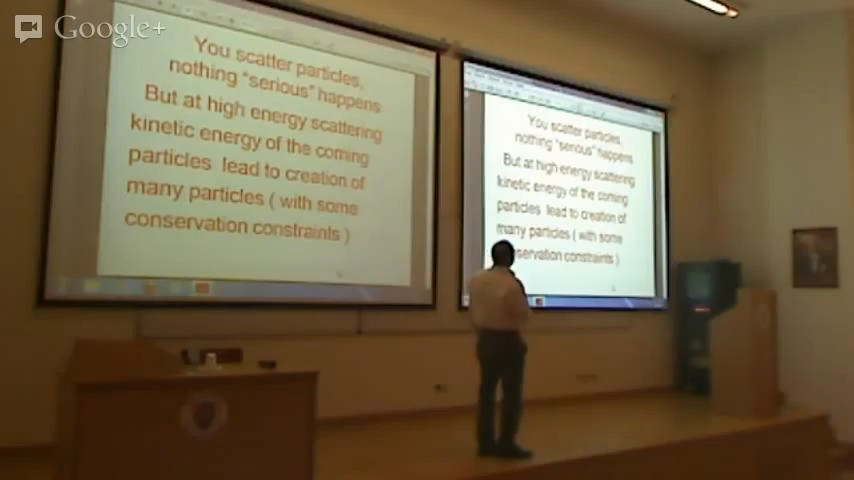 Google+
You scatter particles,
nothing "serious" happens
But at high energy scattering
kinetic energy of the coming
particles lead to creation of
many particles ( with some
conservation constraints )
You scatter particles,
nothing "serious" happens
But at high energy scattering
kinetic energy of the coming
particles lead to creation of
many particles ( with some
servation constraints )